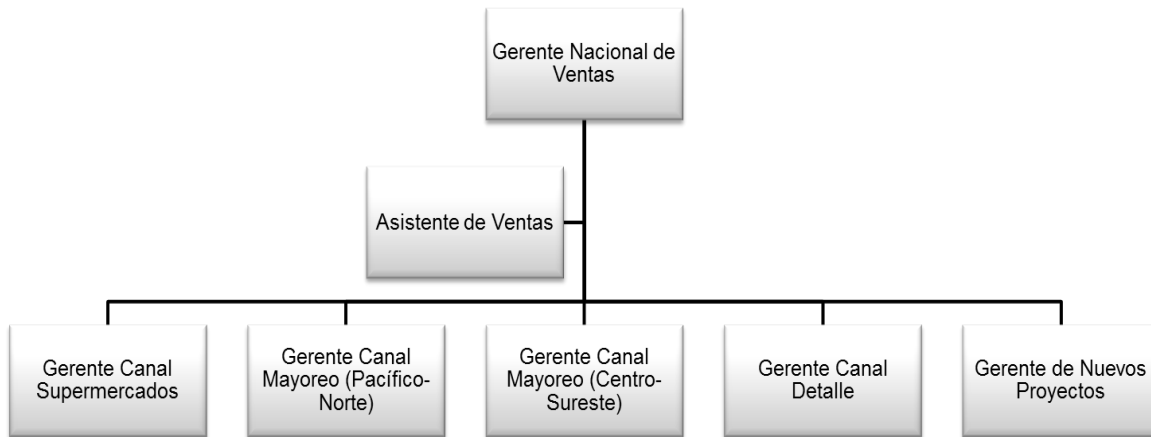 Gerente Nacional de
Ventas
Asistente de Ventas
Gerente Canal
Supermercados
Gerente Canal
Mayoreo (Pacífico-
Norte)
Gerente Canal
Mayoreo (Centro-
Sureste)
Gerente Canal
Detalle
Gerente de Nuevos
Proyectos